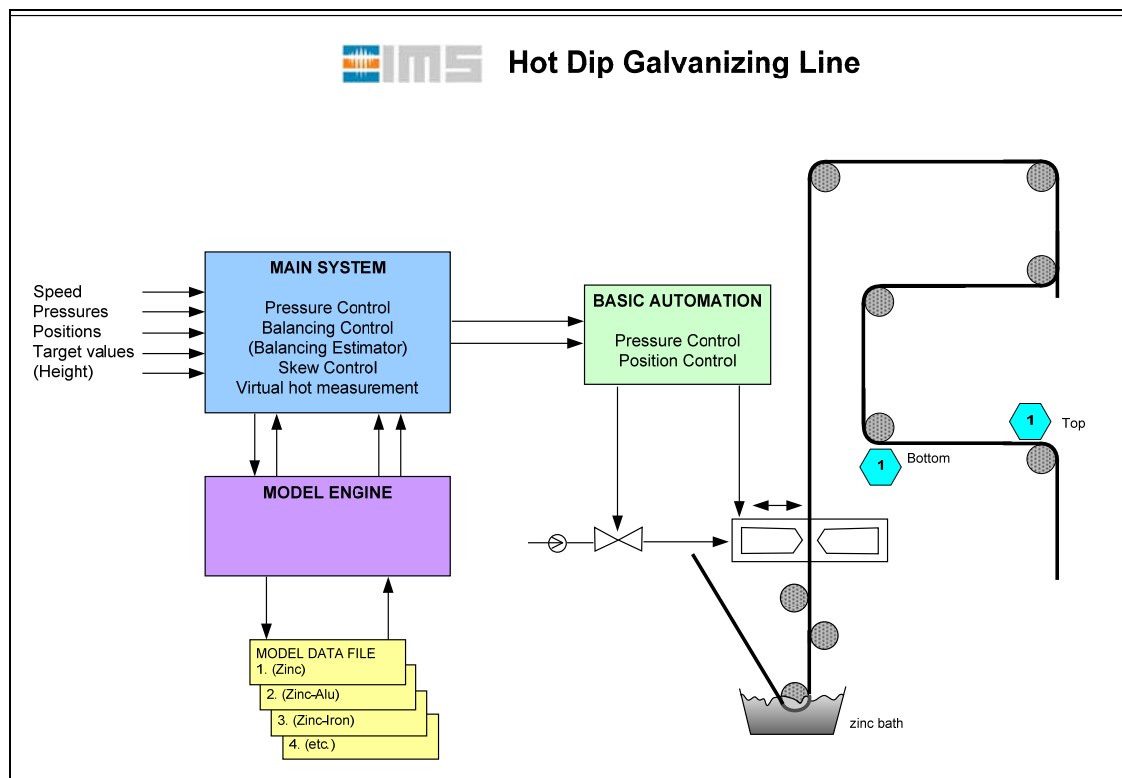 IMS
Hot Dip Galvanizing Line
Speed
Pressures
Positions
Target values
(Height)
MAIN SYSTEM
Pressure Control
Balancing Control
(Balancing Estimator)
Skew Control
Virtual hot measurement
BASIC AUTOMATION
Pressure Control
Position Control
1
Top
1
Bottom
MODEL ENGINE
MODEL DATA FILE
1. (Zinc)
2. (Zinc-Alu)
3. (Zinc-Iron)
4. (etc.)
zinc bath